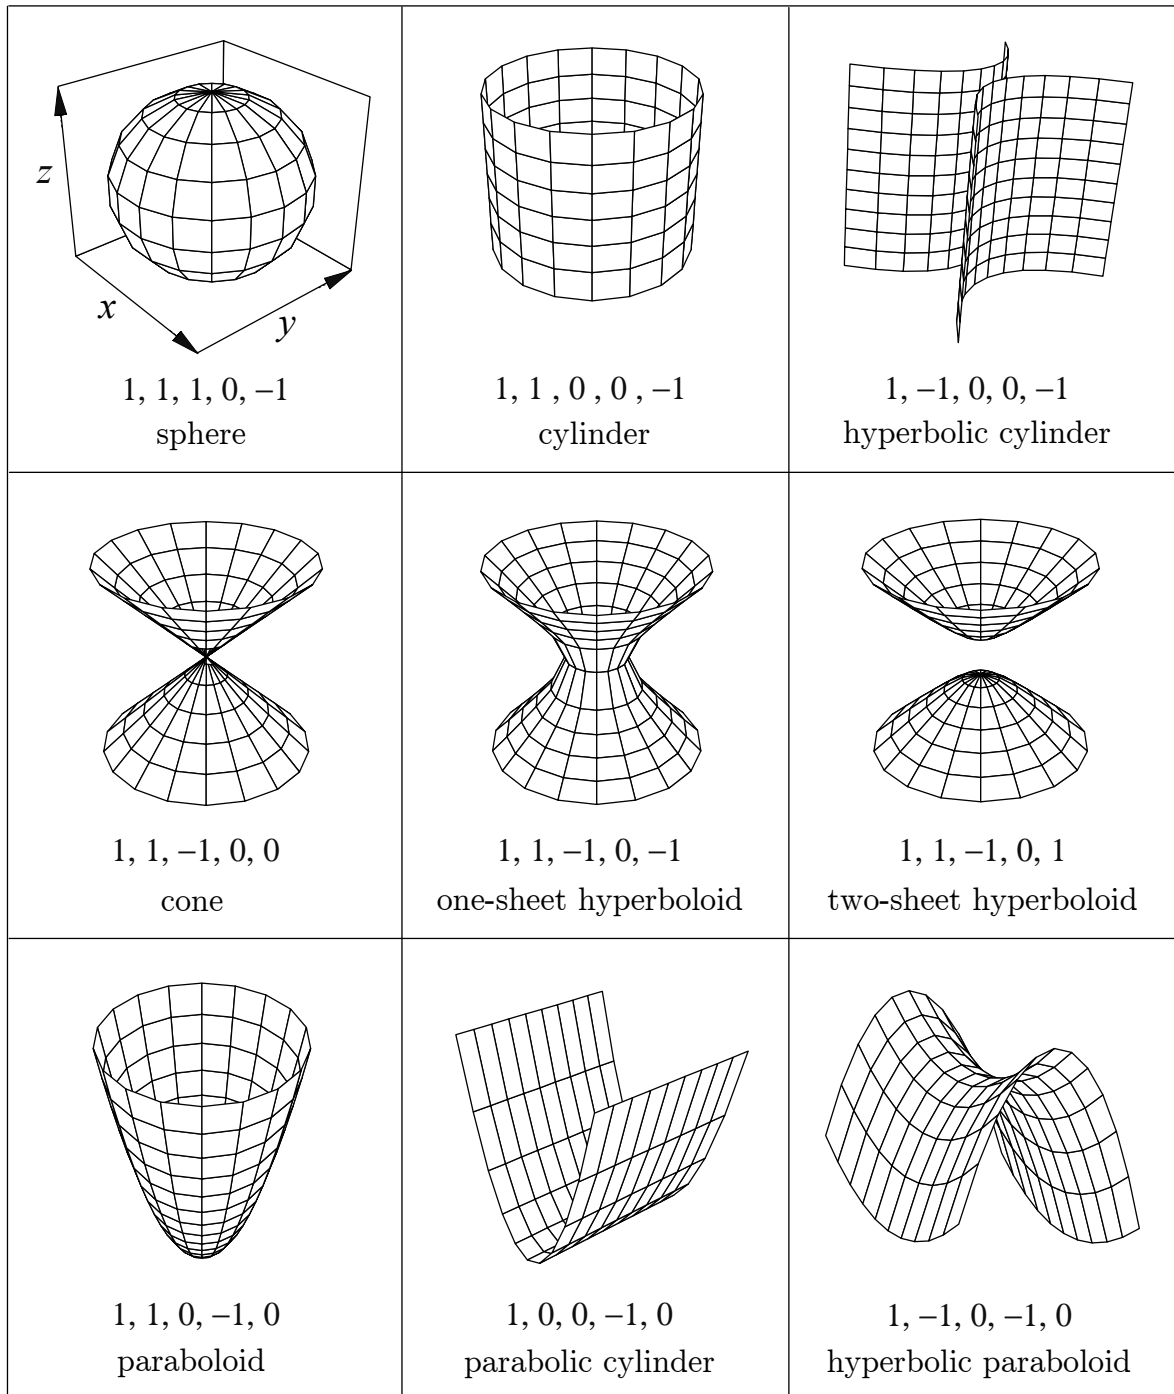 z
x
y
1, 1, 1, 0, –1
sphere
1, 1 , 0 , 0 , –1
cylinder
1, –1, 0, 0, –1
hyperbolic cylinder
1, 1, –1, 0, 0
cone
1, 1, –1, 0, –1
one-sheet hyperboloid
1, 1, –1, 0, 1
two-sheet hyperboloid
1, 1, 0, –1, 0
paraboloid
1, 0, 0, –1, 0
parabolic cylinder
1, –1, 0, –1, 0
hyperbolic paraboloid